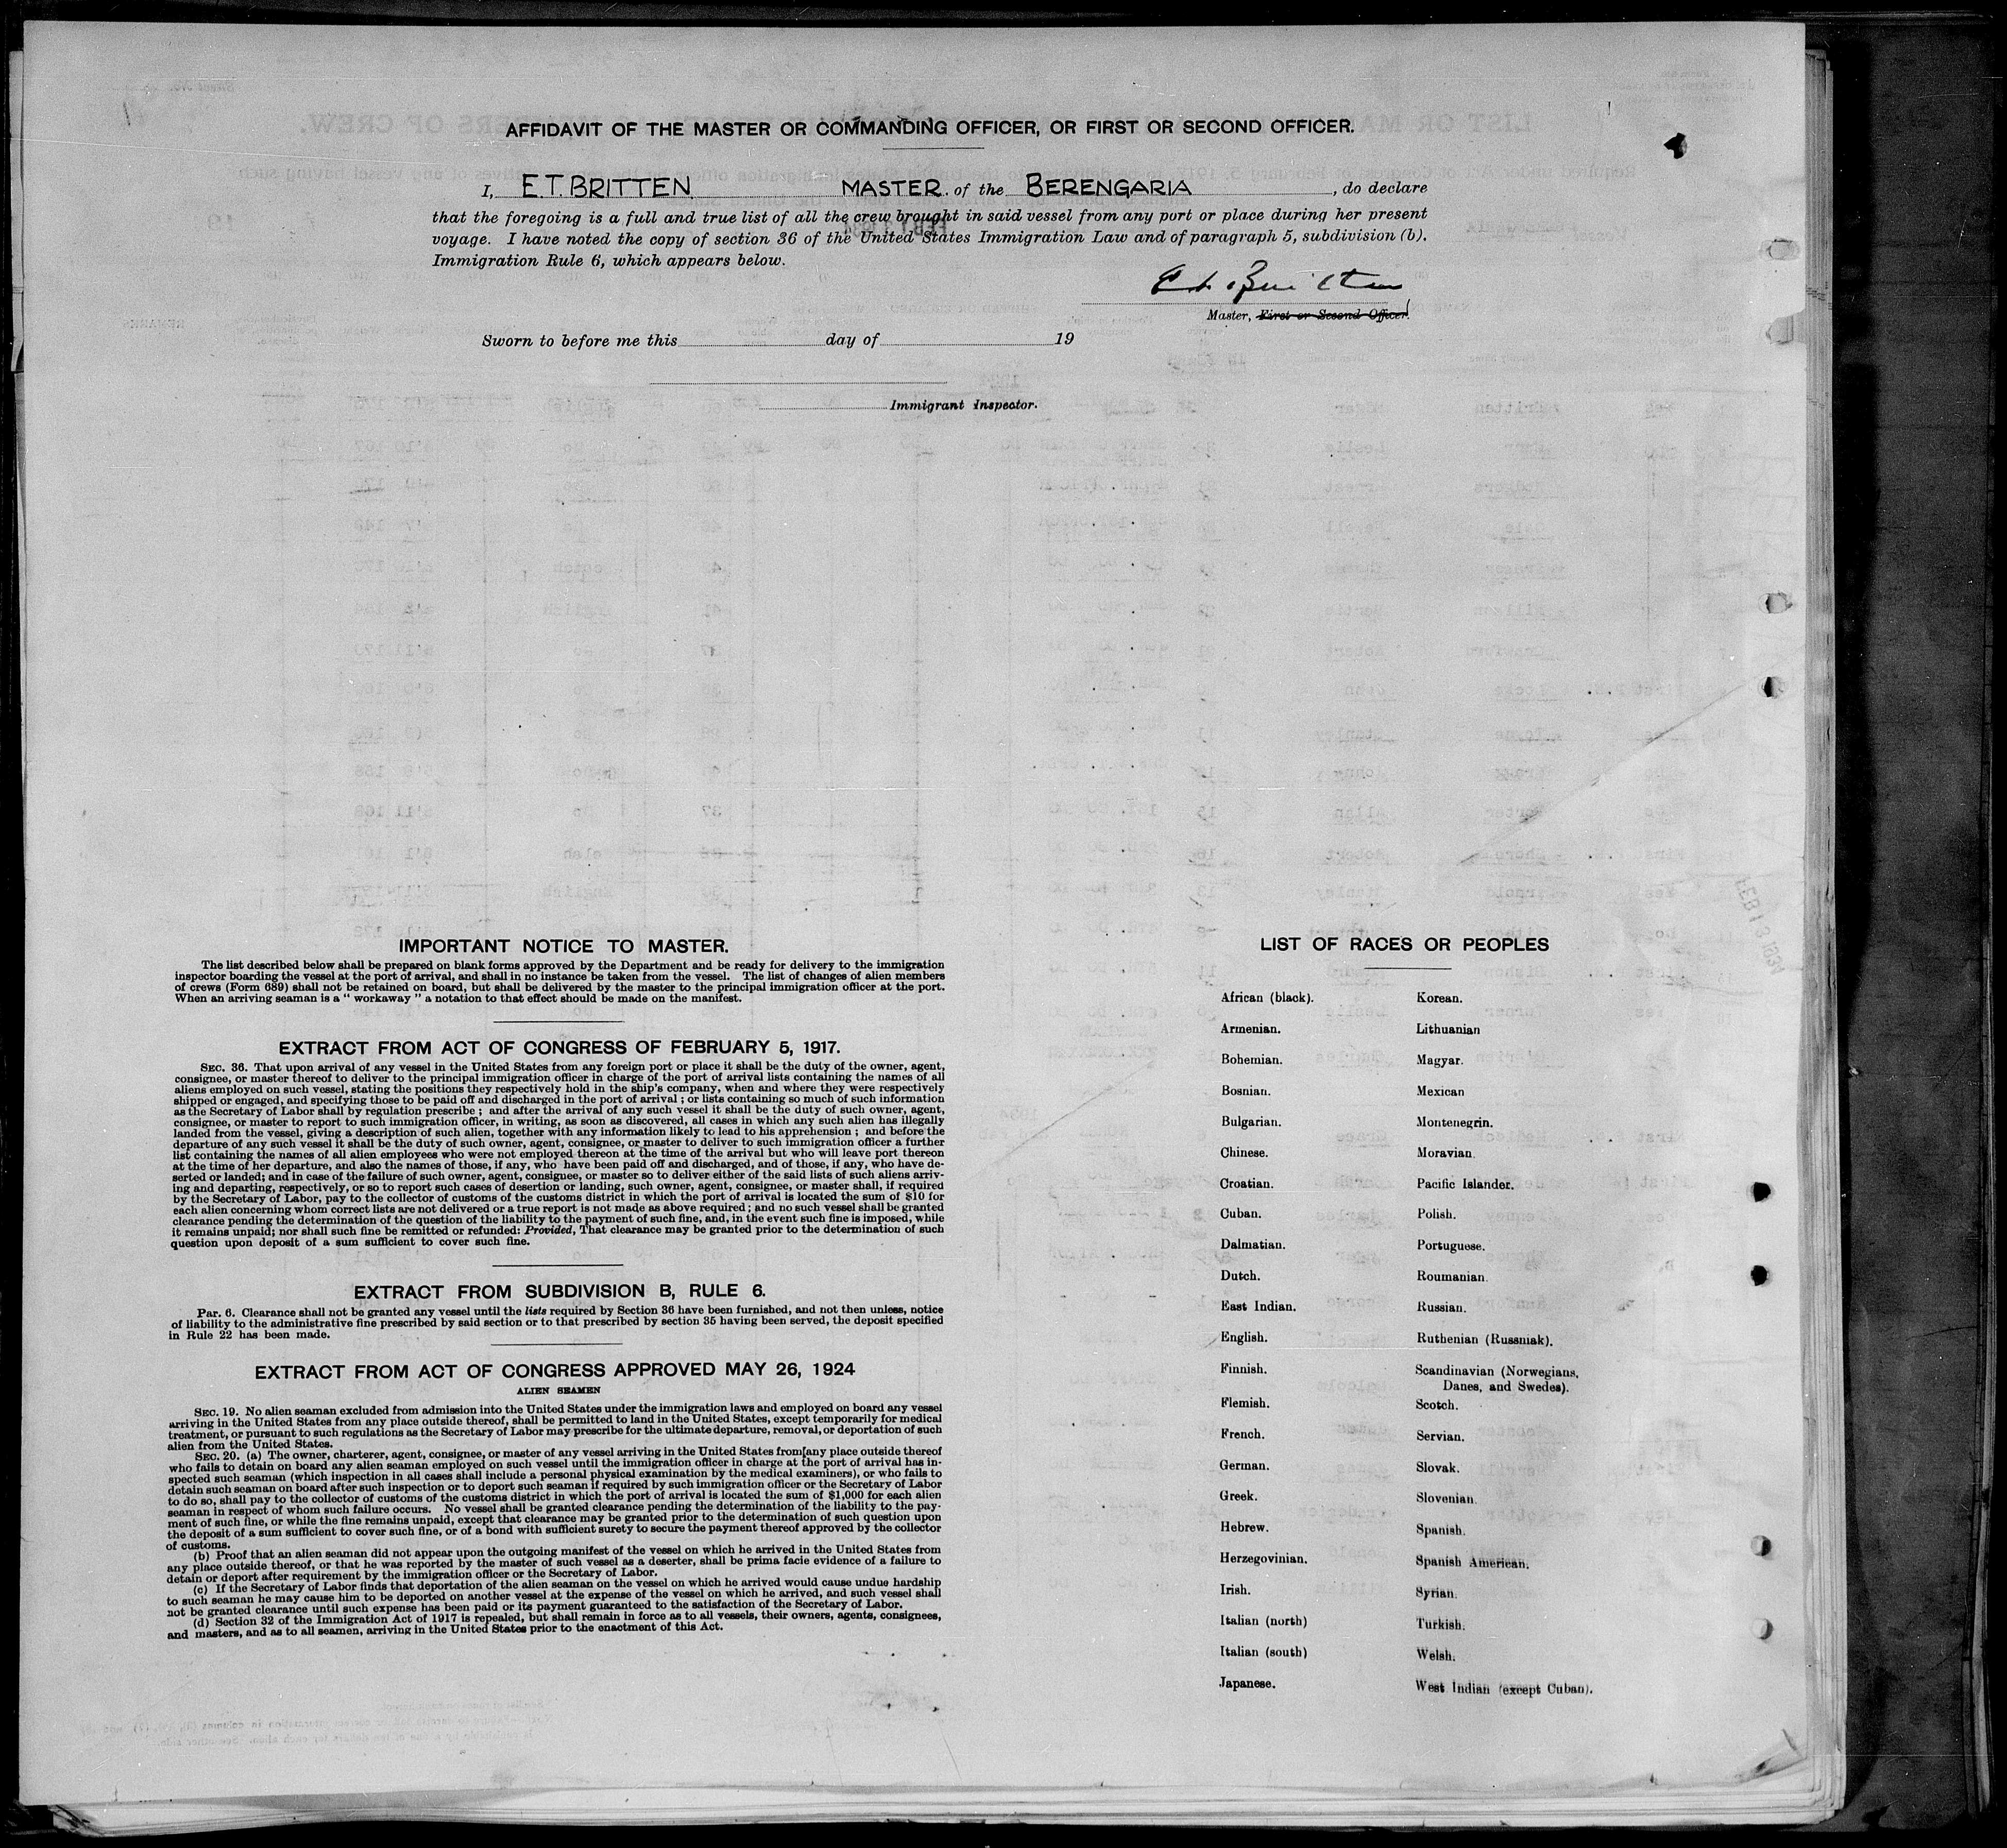 AFFIDAVIT OF THE MASTER OR COMMANDING OFFICER, OR FIRST OR SECOND OFFICER.
I, E.T. BRITTEN MASTER. of the BERENGARIA , do declare
that the foregoing is a full and true list of all the crew brought in said vessel from any port or place during her present
voyage. I have noted the copy of section 36 of the United States Immigration Law and of paragraph 5, subdivision (b).
Immigration Rule 6, which appears below.
Master, First or Second Officer.
Sworn to before me this day of 19
Immigrant Inspector.
IMPORTANT NOTICE TO MASTER.
The list described below shall be prepared on blank forms approved by the Department and be ready for delivery to the immigration
inspector boarding the vessel at the port of arrival, and shall in no instance be taken from the vessel. The list of changes of alien members
of crews (Form 689) shall not be retained on board, but shall be delivered by the master to the principal immigration officer at the port.
When an arriving seaman is a " workaway " a notation to that effect should be made on the manifest.
EXTRACT FROM ACT OF CONGRESS OF FEBRUARY 5, 1917.
SEC. 36. That upon arrival of any vessel in the United States from any foreign port or place it shall be the duty of the owner, agent,
consignee, or master thereof to deliver to the principal immigration officer in charge of the port of arrival lists containing the names of all
aliens employed on such vessel, stating the positions they respectively hold in the ship's company, when and where they were respectively
shipped or engaged, and specifying those to be paid off and discharged in the port of arrival ; or lists containing so much of such information
as the Secretary of Labor shall by regulation prescribe ; and after the arrival of any such vessel it shall be the duty of such owner, agent,
consignee, or master to report to such immigration officer, in writing, as soon as discovered, all cases in which any such alien has illegally
landed from the vessel, giving a description of such alien, together with any information likely to lead to his apprehension ; and before the
departure of any such vessel it shall be the duty of such owner, agent, consignee, or master to deliver to such immigration officer a further
list containing the names of all alien employees who were not employed thereon at the time of the arrival but who will leave port thereon
at the time of her departure, and also the names of those, if any, who have been paid off and discharged, and of those, if any, who have de-
serted or landed; and in case of the failure of such owner, agent, consignee, or master so to deliver either of the said lists of such aliens arriv-
ing and departing, respectively, or so to report such cases of desertion or landing, such owner, agent, consignee, or master shall, if required
by the Secretary of Labor, pay to the collector of customs of the customs district in which the port of arrival is located the sum of $10 for
each alien concerning whom correct lists are not delivered or a true report is not made as above required ; and no such vessel shall be granted
clearance pending the determination of the question of the liability to the payment of such fine, and, in the event such fine is imposed, while
it remains unpaid; nor shall such fine be remitted or refunded: Provided, That clearance may be granted prior to the determination of such
question upon deposit of a sum sufficient to cover such fine.
EXTRACT FROM SUBDIVISION B, RULE 6.
Par. 6. Clearance shall not be granted any vessel until the lists required by Section 36 have been furnished, and not then unless, notice
of liability to the administrative fine prescribed by said section or to that prescribed by section 35 having been served, the deposit specified
in Rule 22 has been made.
EXTRACT FROM ACT OF CONGRESS APPROVED MAY 26, 1924
ALIEN SEAMEN
SEC. 19. No alien seaman excluded from admission into the United States under the immigration laws and employed on board any vessel
arriving in the United States from any place outside thereof, shall be permitted to land in the United States, except temporarily for medical
treatment, or pursuant to such regulations as the Secretary of Labor may prescribe for the ultimate departure, removal, or deportation of such
alien from the United States.
SEC. 20. (a) The owner, charterer, agent, consignee, or master of any vessel arriving in the United States from any place outside thereof
who fails to detain on board any alien seaman employed on such vessel until the immigration officer in charge at the port of arrival has in-
spected such seaman (which inspection in all cases shall include a personal physical examination by the medical examiners), or who fails to
detain such seaman on board after such inspection or to deport such seaman if required by such immigration officer or the Secretary of Labor
to do so, shall pay to the collector of customs of the customs district in which the port of arrival is located the sum of $1,000 for each alien
seaman in respect of whom such failure occurs. No vessel shall be granted clearance pending the determination of the liability to the pay-
ment of such fine, or while the fine remains unpaid, except that clearance may be granted prior to the determination of such question upon
the deposit of a sum sufficient to cover such fine, or of a bond with sufficient surety to secure the payment thereof approved by the collector
of customs.
(b) Proof that an alien seaman did not appear upon the outgoing manifest of the vessel on which he arrived in the United States from
any place outside thereof, or that he was reported by the master of such vessel as a deserter, shall be prima facie evidence of a failure to
detain or deport after requirement by the immigration officer or the Secretary of Labor.
(c) If the Secretary of Labor finds that deportation of the alien seaman on the vessel on which he arrived would cause undue hardship
to such seaman he may cause him to be deported on another vessel at the expense of the vessel on which he arrived, and such vessel shall
not be granted clearance until such expense has been paid or its payment guaranteed to the satisfaction of the Secretary of Labor.
(d) Section 32 of the Immigration Act of 1917 is repealed, but shall remain in force as to all vessels, their owners, agents, consignees,
and masters, and as to all seamen, arriving in the United States prior to the enactment of this Act.
LIST OF RACES OR PEOPLES
African (black).
Armenian.
Bohemian.
Bosnian.
Bulgarian.
Chinese.
Croatian.
Cuban.
Dalmatian.
Dutch.
East Indian.
English.
Finnish.
Flemish.
French.
German.
Greek.
Hebrew.
Herzegovinian.
Irish.
Italian (north)
Italian (south)
Japanese.
Korean.
Lithuanian
Magyar.
Mexican
Montenegrin.
Moravian
Pacific Islander.
Polish.
Portuguese.
Roumanian.
Russian.
Ruthenian (Russniak).
Scandinavian (Norwegians,
Danes, and Swedes).
Scotch.
Servian.
Slovak.
Slovenian.
Spanish.
Spanish American.
Syrian.
Turkish.
Welsh.
West Indian (except Cuban).